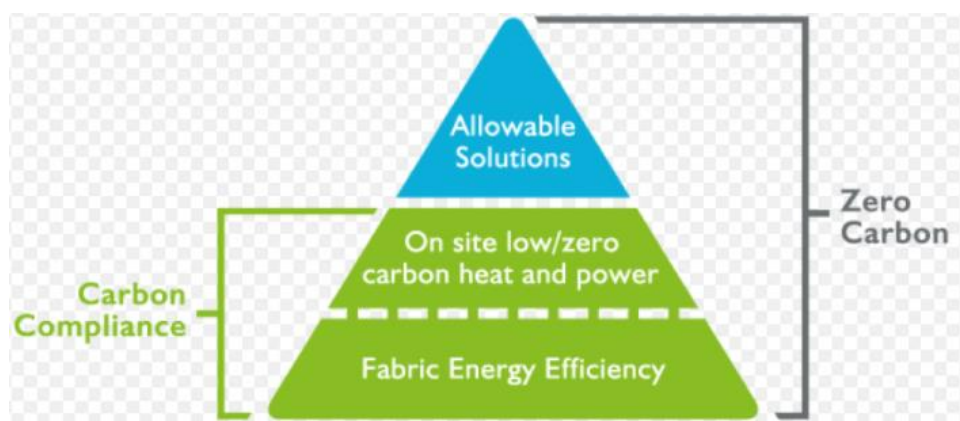 Allowable
Solutions
On site low/zero
carbon heat and power
Fabric Energy Efficiency
Carbon
Compliance
Zero
Carbon